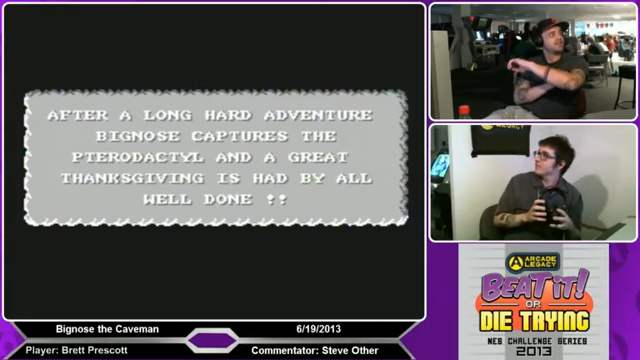 AFTER A LONG HARD ADVENTURE
BIGNOSE CAPTURES THE
PTERODACTYL AND A GREAT
THANKSGIVING IS HAD BY ALL
WELL DONE !!
LEGACY
ARCADE
LEGACY
BEAT IT!
OR
DIE TRYING
NES CHALLENGE SERIES
2013
Bignose the Caveman
6/19/2013
Player: Brett Prescott
Commentator: Steve Other